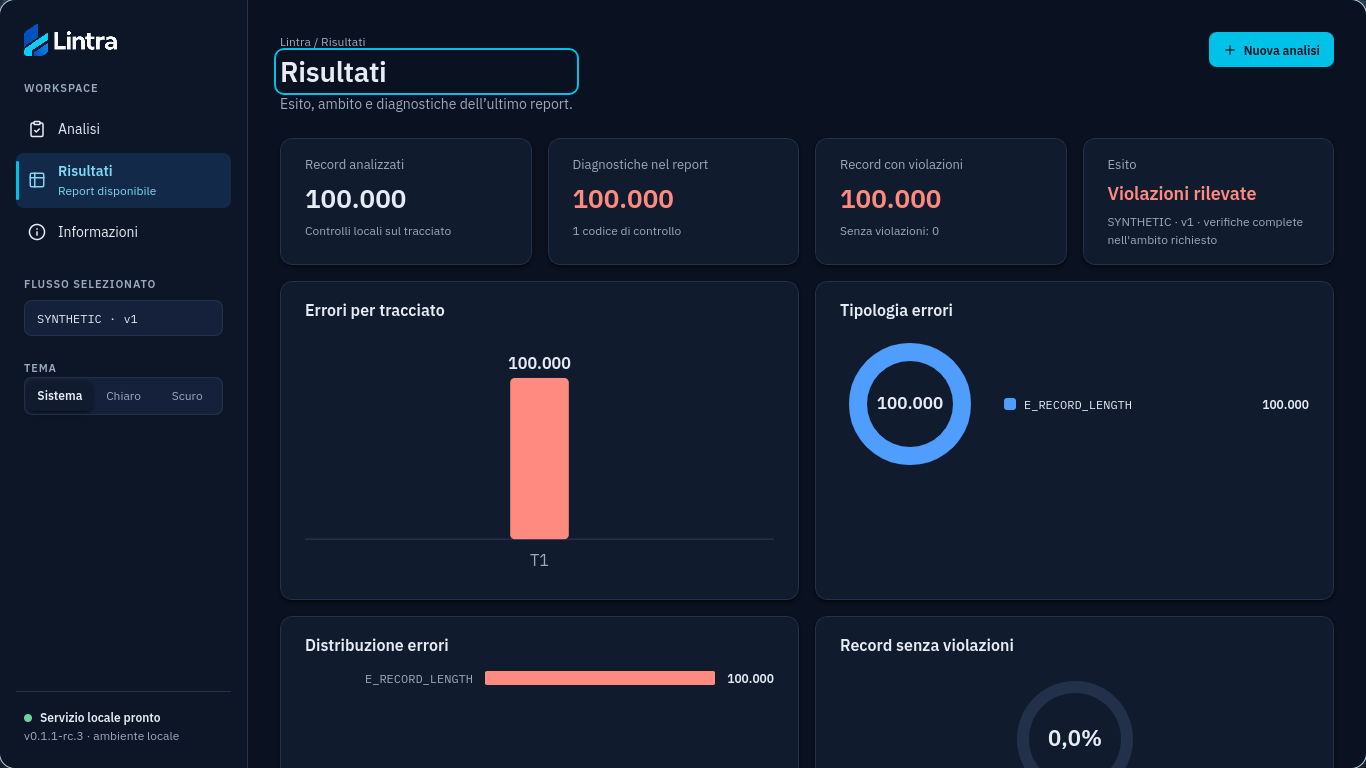 Lintra
WORKSPACE
Analisi
Risultati
Report disponibile
Informazioni
FLUSSO SELEZIONATO
SYNTHETIC · v1
TEMA
Sistema Chiaro Scuro
Servizio locale pronto
v0.1.1-rc.3 · ambiente locale
Lintra / Risultati
Risultati
Esito, ambito e diagnostiche dell’ultimo report.
Nuova analisi
Record analizzati
100.000
Controlli locali sul tracciato
Diagnostiche nel report
100.000
1 codice di controllo
Record con violazioni
100.000
Senza violazioni: 0
Esito
Violazioni rilevate
SYNTHETIC · v1 · verifiche complete
nell'ambito richiesto
Errori per tracciato
100.000
T1
Tipologia errori
100.000
E_RECORD_LENGTH 100.000
Distribuzione errori
E_RECORD_LENGTH 100.000
Record senza violazioni
0,0%